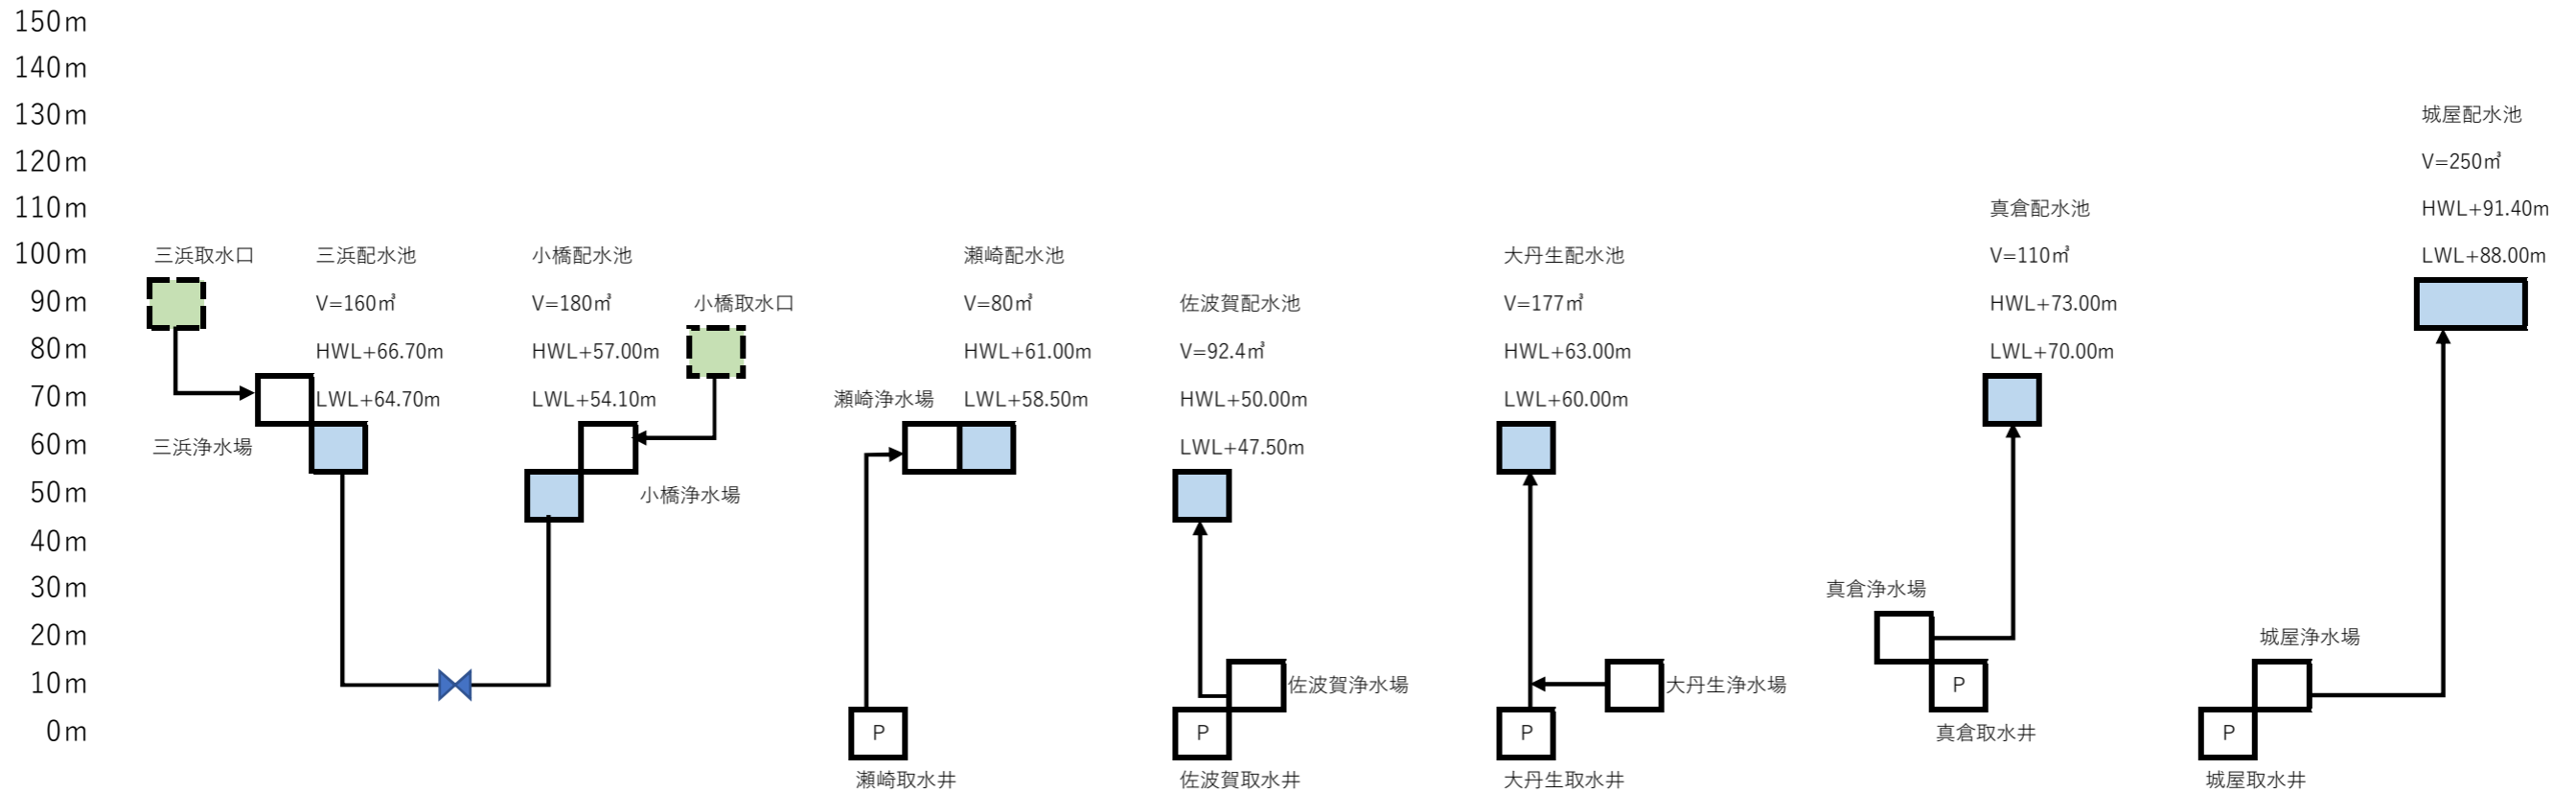 150m
140m
130m
120m
110m
100m
90m
80m
70m
60m
50m
40m
30m
20m
10m
0m
三浜取水口
三浜浄水場
三浜配水池
V=160㎥
HWL+66.70m
LWL+64.70m
小橋配水池
V=180㎥
HWL+57.00m
LWL+54.10m
小橋取水口
小橋浄水場
瀬崎浄水場
瀬崎配水池
V=80㎥
HWL+61.00m
LWL+58.50m
P
瀬崎取水井
佐波賀配水池
V=92.4㎥
HWL+50.00m
LWL+47.50m
佐波賀浄水場
P
佐波賀取水井
大丹生配水池
V=177㎥
HWL+63.00m
LWL+60.00m
大丹生浄水場
P
大丹生取水井
真倉配水池
V=110㎥
HWL+73.00m
LWL+70.00m
真倉浄水場
P
真倉取水井
城屋配水池
V=250㎥
HWL+91.40m
LWL+88.00m
城屋浄水場
P
城屋取水井